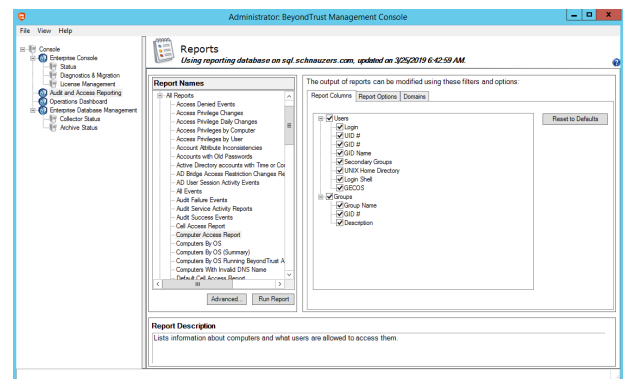 Administrator: BeyondTrust Management Console
File View Help
Console
Enterprise Console
Status
Diagnostics & Migration
License Management
Audit and Access Reporting
Operations Dashboard
Enterprise Database Management
Collector Status
Archive Status
Reports
Using reporting database on sql.schnauzers.com, updated on 3/25/2019 6:42:59 AM.
Report Names
All Reports
Access Denied Events
Access Privilege Changes
Access Privilege Daily Changes
Access Privileges by Computer
Access Privileges by User
Account Attribute Inconsistencies
Accounts with Old Passwords
Active Directory accounts with Time or Co
AD Bridge Access Restriction Changes Re
AD User Session Activity Events
All Events
Audit Failure Events
Audit Service Activity Reports
Audit Success Events
Cell Access Report
Computer Access Report
Computers By OS
Computers By OS (Summary)
Computers By OS Running BeyondTrust A
Computers With Invalid DNS Name
Default Cell Access Report
Advanced... Run Report
The output of reports can be modified using these filters and options:
Report Columns Report Options Domains
Users
Login
UID #
GID #
GID Name
Secondary Groups
UNIX Home Directory
Login Shell
GECOS
Groups
Group Name
GID #
Description
Reset to Defaults
Report Description
Lists information about computers and what users are allowed to access them.